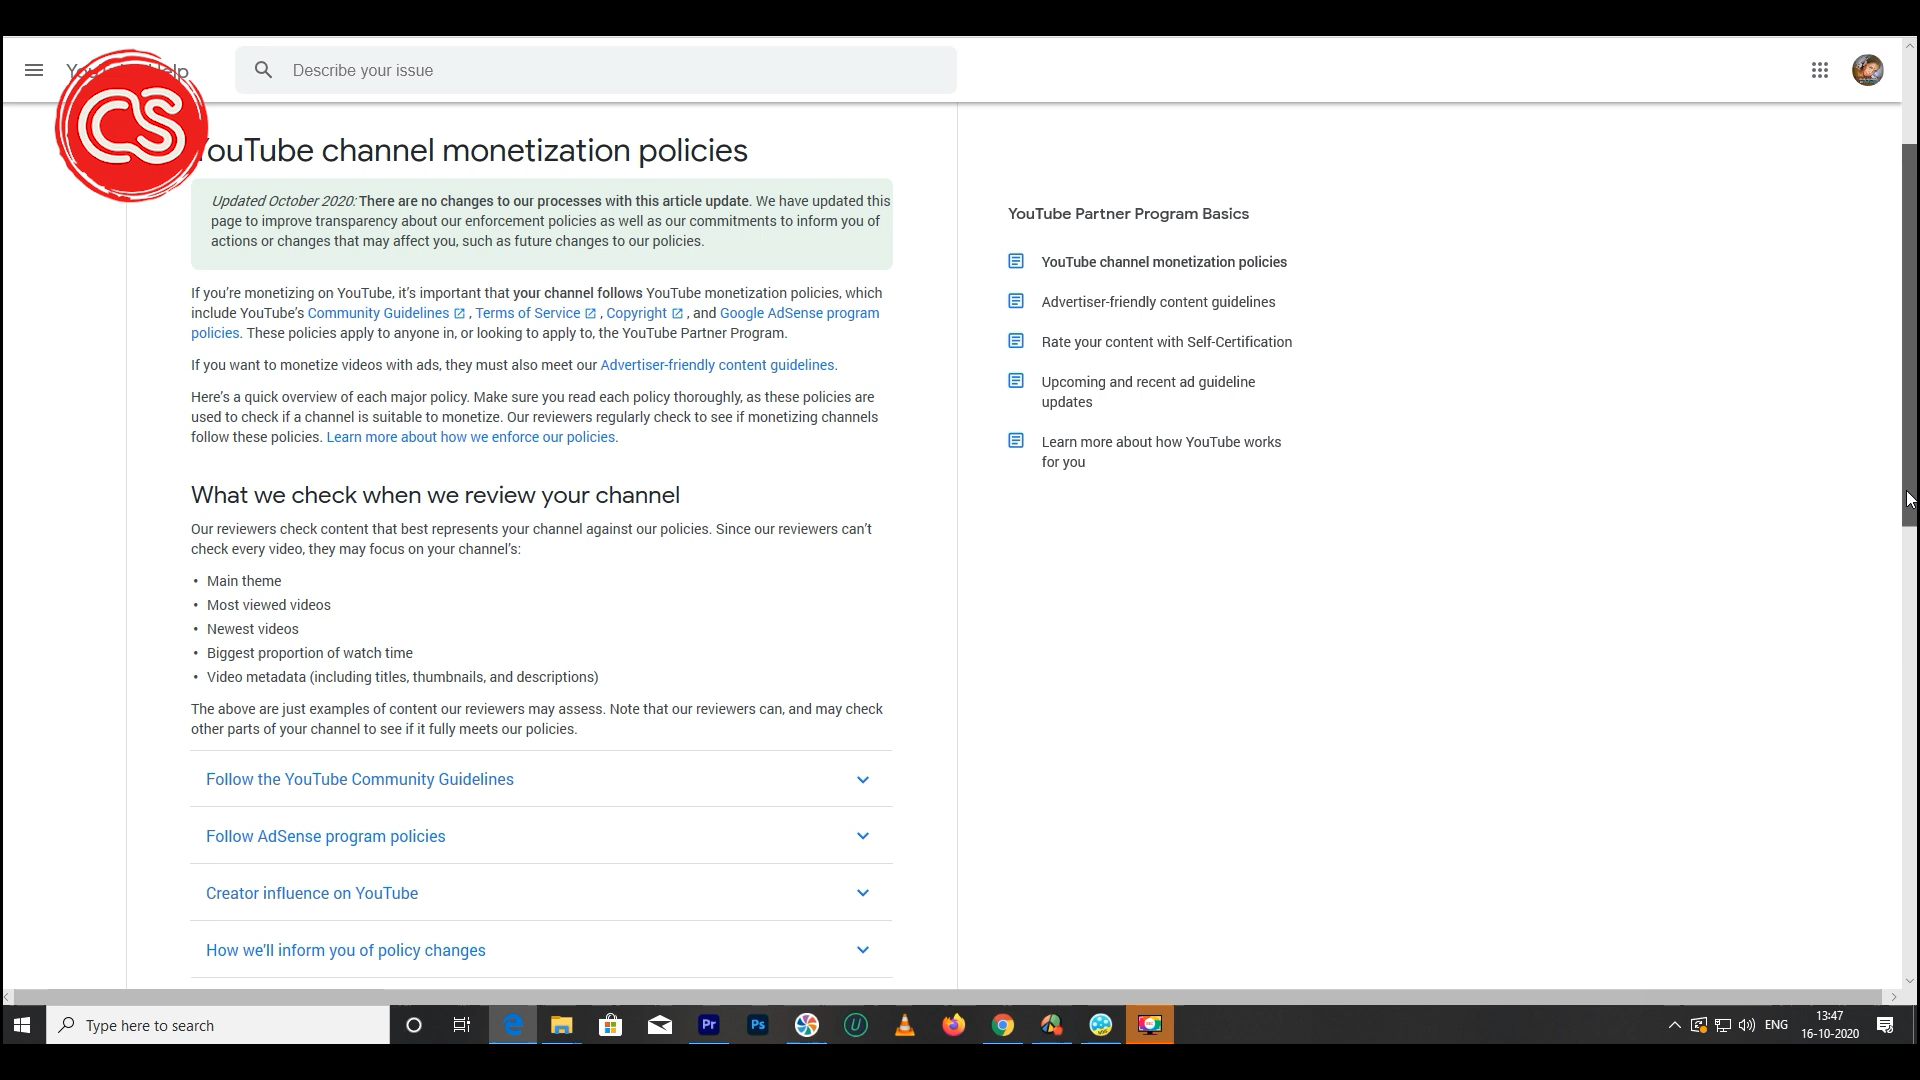 Describe your issue
CS
YouTube channel monetization policies
Updated October 2020: There are no changes to our processes with this article update. We have updated this
page to improve transparency about our enforcement policies as well as our commitments to inform you of
actions or changes that may affect you, such as future changes to our policies.
If you're monetizing on YouTube, it's important that your channel follows YouTube monetization policies, which
include YouTube's Community Guidelines , Terms of Service , Copyright , and Google AdSense program
policies. These policies apply to anyone in, or looking to apply to, the YouTube Partner Program.
If you want to monetize videos with ads, they must also meet our Advertiser-friendly content guidelines.
Here's a quick overview of each major policy. Make sure you read each policy thoroughly, as these policies are
used to check if a channel is suitable to monetize. Our reviewers regularly check to see if monetizing channels
follow these policies. Learn more about how we enforce our policies.
What we check when we review your channel
Our reviewers check content that best represents your channel against our policies. Since our reviewers can't
check every video, they may focus on your channel's:
• Main theme
• Most viewed videos
• Newest videos
• Biggest proportion of watch time
• Video metadata (including titles, thumbnails, and descriptions)
The above are just examples of content our reviewers may assess. Note that our reviewers can, and may check
other parts of your channel to see if it fully meets our policies.
Follow the YouTube Community Guidelines
Follow AdSense program policies
Creator influence on YouTube
How we'll inform you of policy changes
YouTube Partner Program Basics
YouTube channel monetization policies
Advertiser-friendly content guidelines
Rate your content with Self-Certification
Upcoming and recent ad guideline
updates
Learn more about how YouTube works
for you
Type here to search
Pr
Ps
U
ENG
13:47
16-10-2020